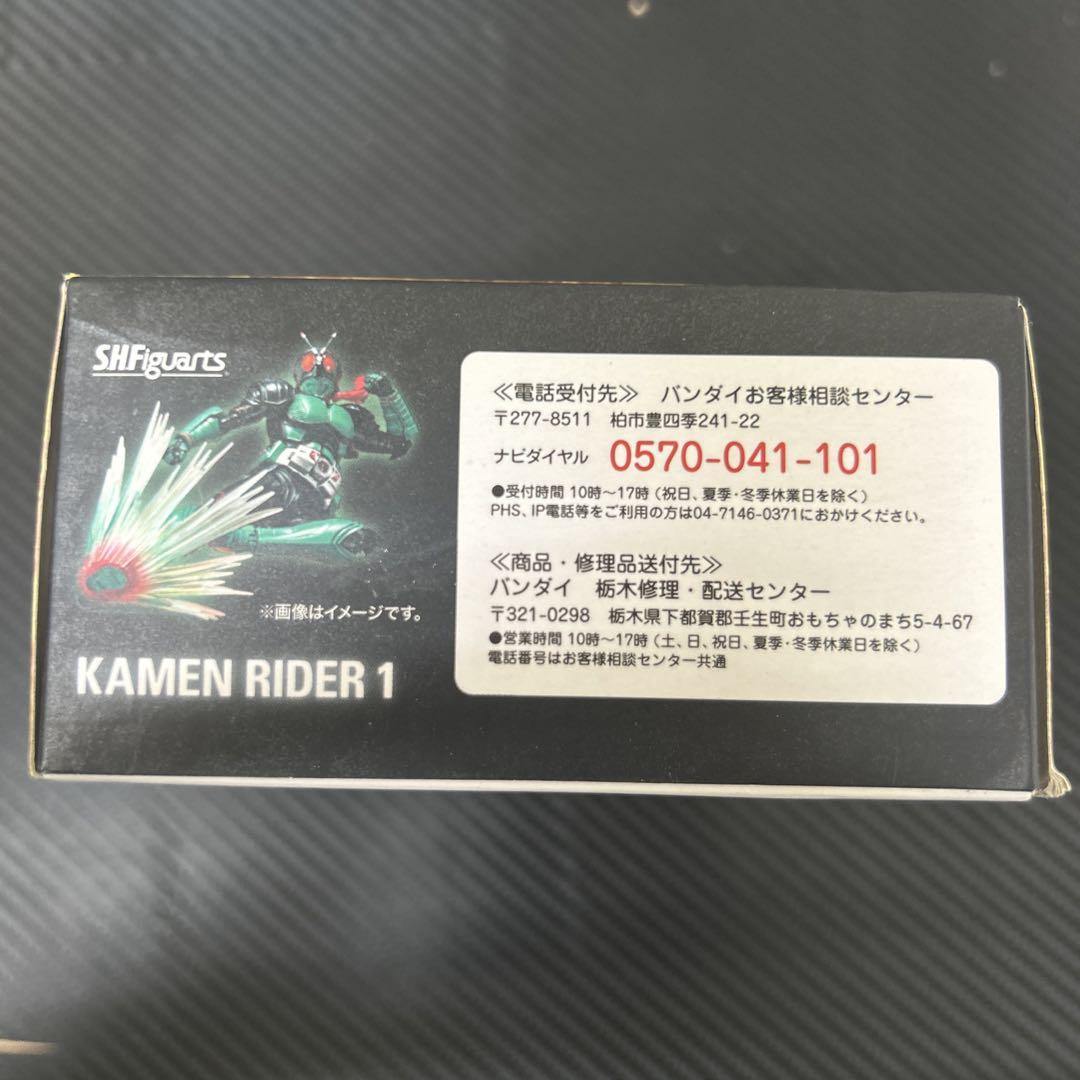 S.H.Figuarts
※画像はイメージです。
KAMEN RIDER 1
≪電話受付先≫ バンダイお客様相談センター
〒277-8511 柏市豊四季241-22
ナビダイヤル 0570-041-101
●受付時間 10時〜17時(祝日、夏季・冬季休業日を除く)
PHS、IP電話等をご利用の方は04-7146-0371におかけください。
≪商品・修理品送付先≫
バンダイ 栃木修理・配送センター
〒321-0298 栃木県下都賀郡壬生町おもちゃのまち5-4-67
●営業時間 10時〜17時(土、日、祝日、夏季・冬季休業日を除く)
電話番号はお客様相談センター共通